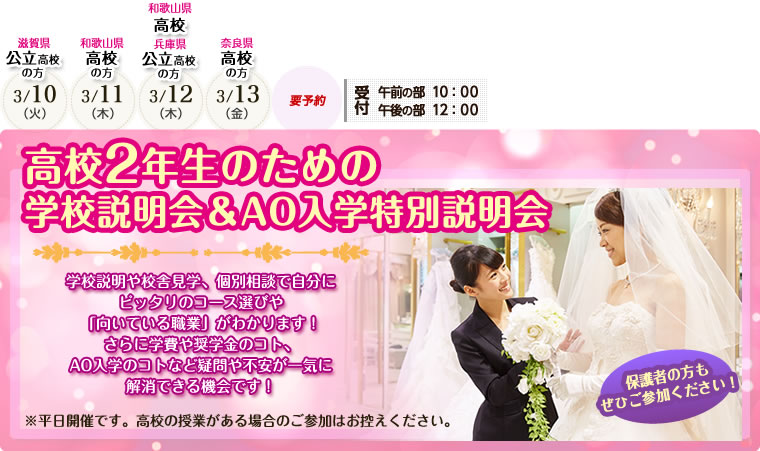 滋賀県
公立高校
の方
3/10
（火）
和歌山県
高校
の方
3/11
（木）
和歌山県
高校
兵庫県
公立高校
の方
3/12
（木）
奈良県
高校
の方
3/13
（金）
要予約
受付
午前の部 10：00
午後の部 12：00
高校2年生のための
学校説明会＆AO入学特別説明会
学校説明や校舎見学、個別相談で自分に
ピッタリのコース選びや
「向いている職業」がわかります！
さらに学費や奨学金のコト、
AO入学のコトなど疑問や不安が一気に
解消できる機会です！
保護者の方も
ぜひご参加ください！
※平日開催です。高校の授業がある場合のご参加はお控えください。